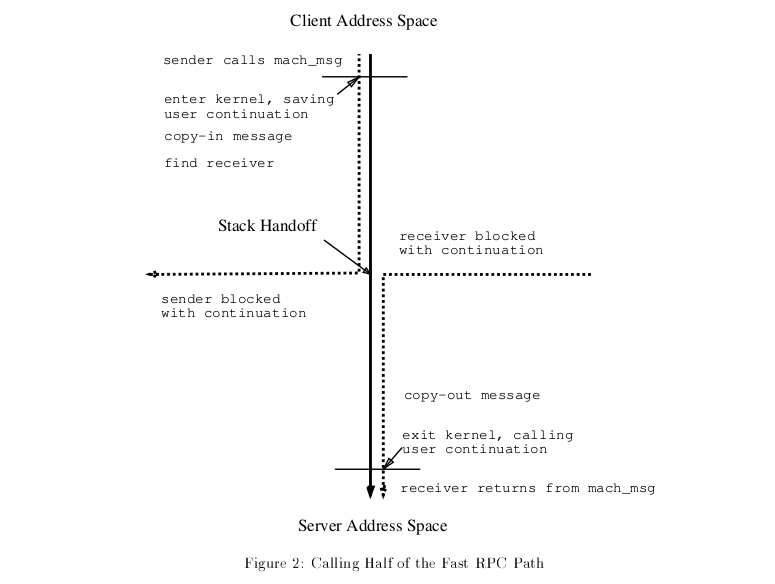 Client Address Space
sender calls mach_msg
enter kernel, saving
user continuation
copy-in message
find receiver
Stack Handoff
receiver blocked
with continuation
sender blocked
with continuation
copy-out message
exit kernel, calling
user continuation
receiver returns from mach_msg
Server Address Space
Figure 2: Calling Half of the Fast RPC Path